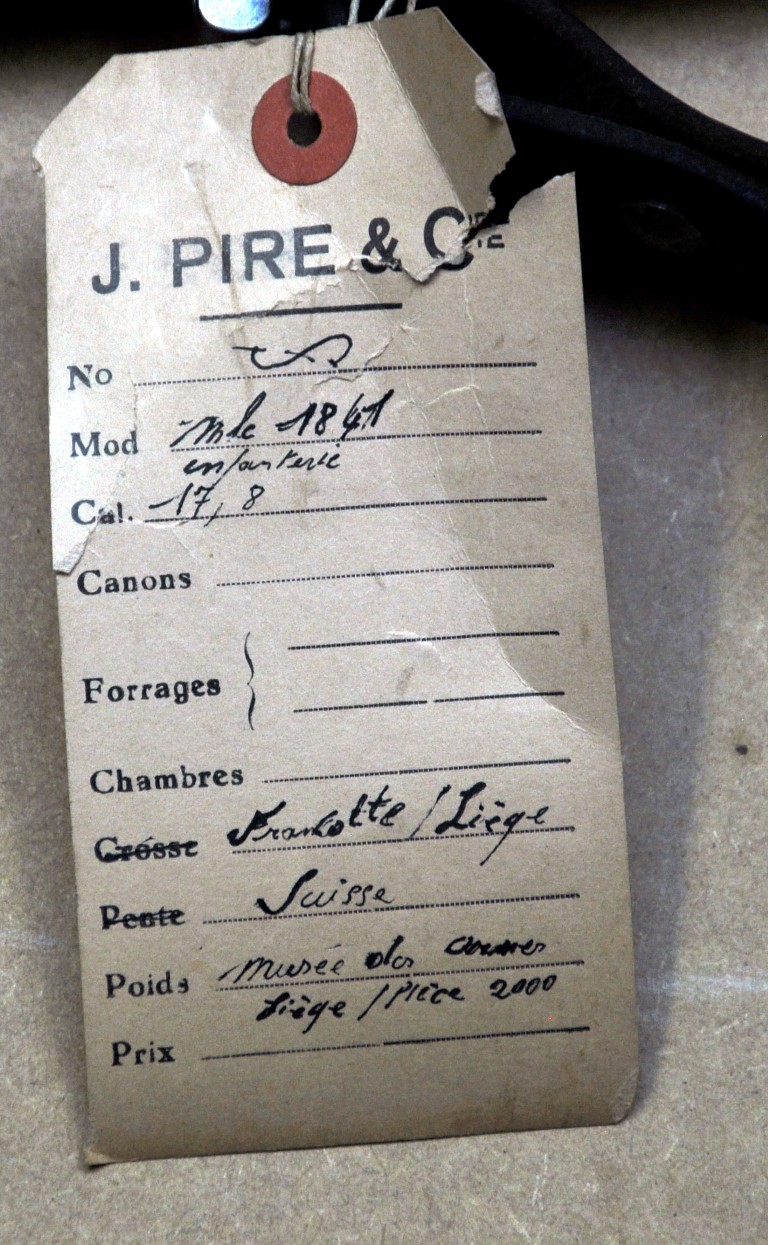 J. PIRE & CIE
No
Mod Mle 1841
infanterie
Cal. 17,8
Canons
Forrages
Chambres
Crosse Francotte / Liège
Pente Suisse
Poids Musée des armes
Liège / Pièce 2000
Prix